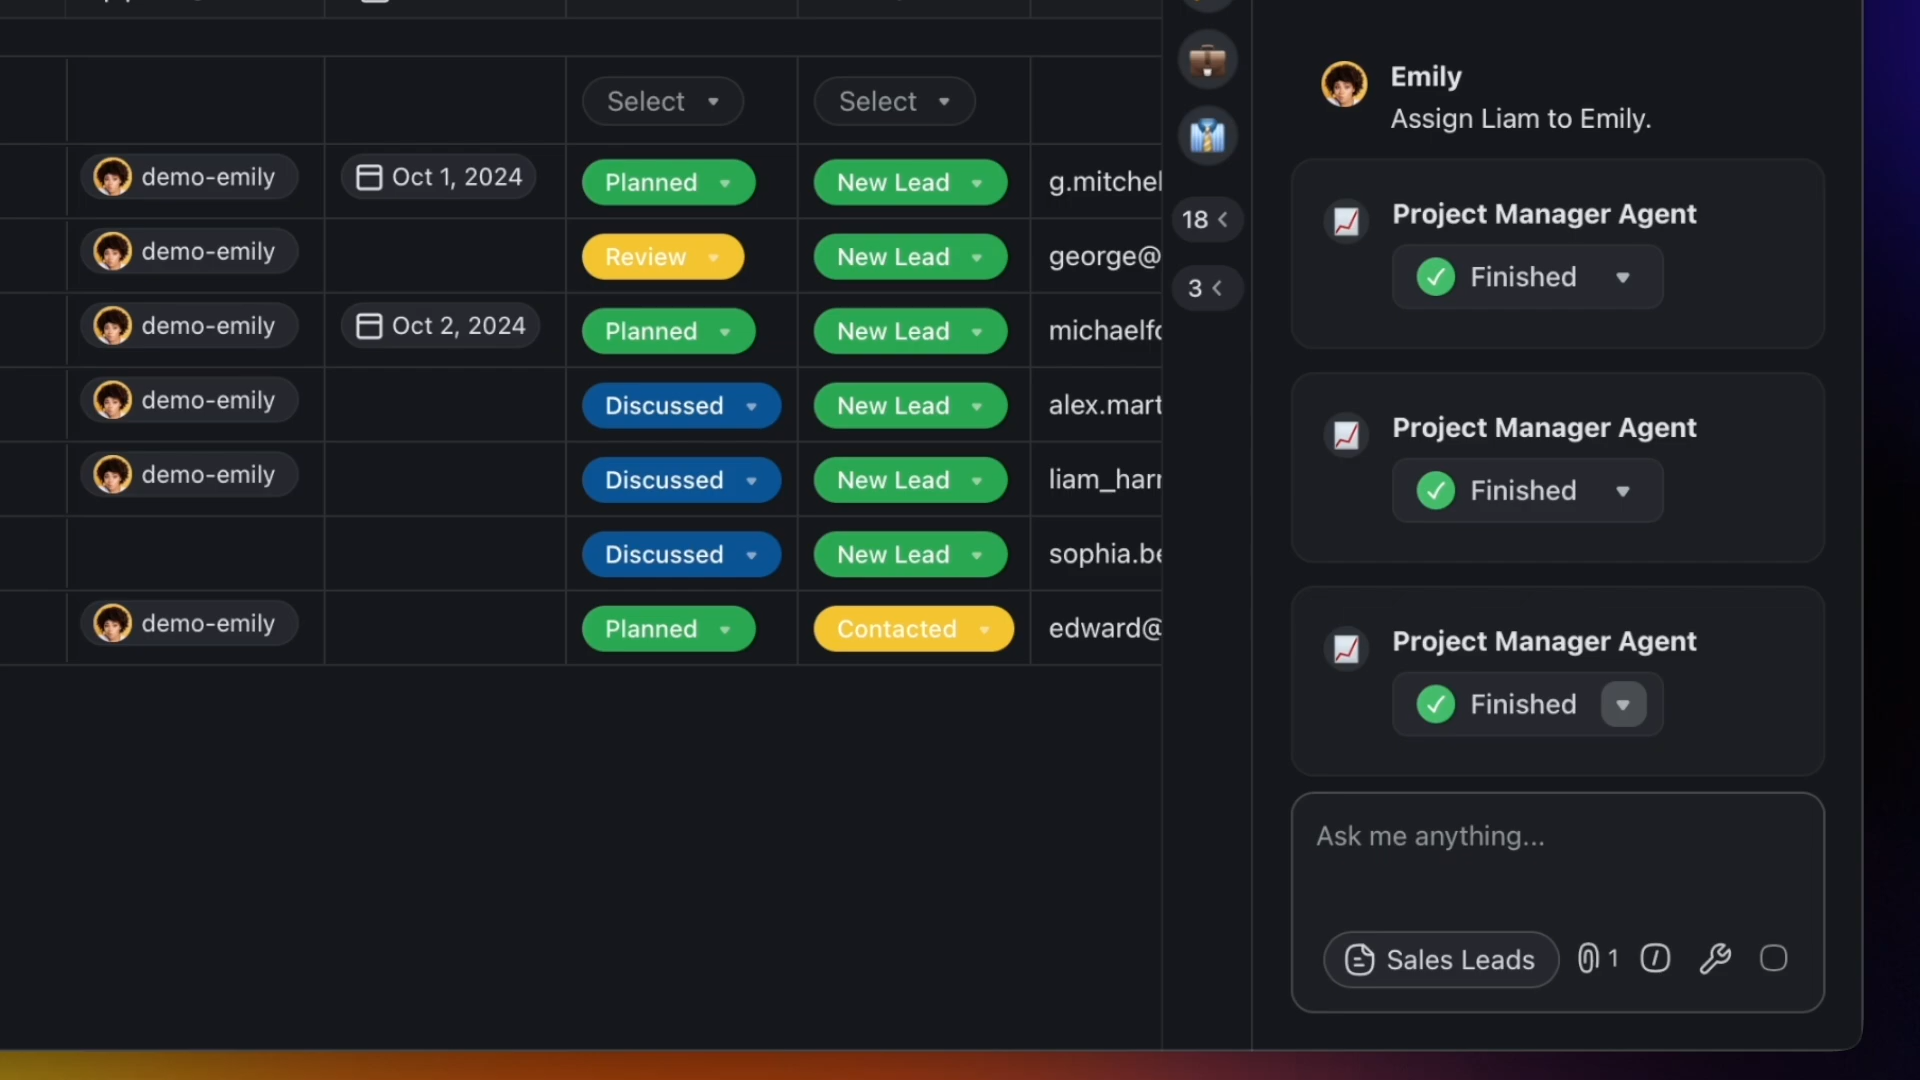 Select
Select
demo-emily
Oct 1, 2024
Planned
New Lead
g.mitchel
demo-emily
Review
New Lead
george@
demo-emily
Oct 2, 2024
Planned
New Lead
michaelfo
demo-emily
Discussed
New Lead
alex.mart
demo-emily
Discussed
New Lead
liam_harr
Discussed
New Lead
sophia.be
demo-emily
Planned
Contacted
edward@
18
3
Emily
Assign Liam to Emily.
Project Manager Agent
Finished
Project Manager Agent
Finished
Project Manager Agent
Finished
Ask me anything...
Sales Leads
1